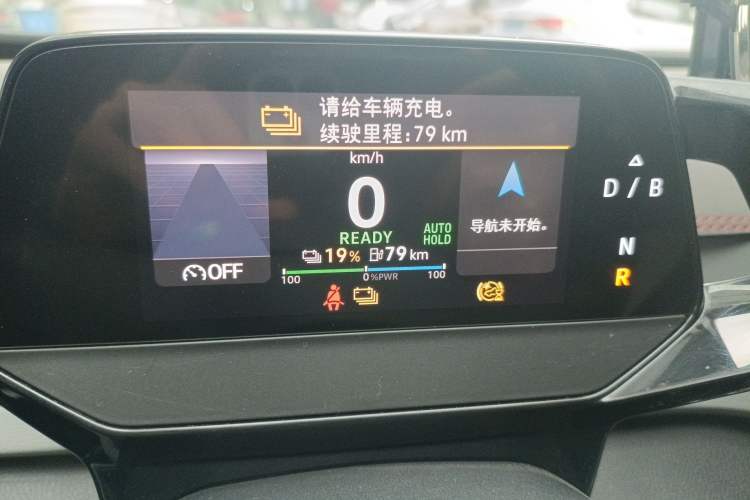 请给车辆充电。
续驶里程:79 km
km/h
0
READY
AUTO
HOLD
导航未开始。
OFF
19%
79 km
100
0 %PWR
100
D / B
N
R